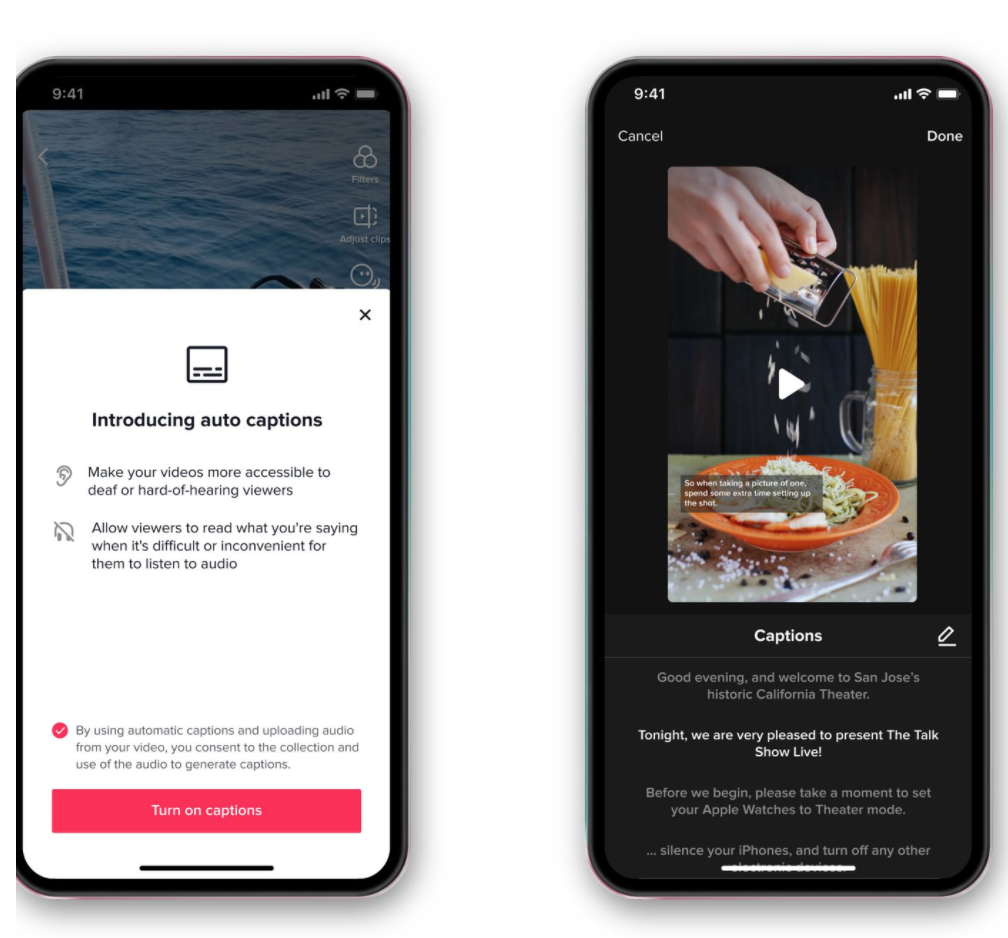 9:41
Filters
Adjust clips
Introducing auto captions
Make your videos more accessible to
deaf or hard-of-hearing viewers
Allow viewers to read what you're saying
when it's difficult or inconvenient for
them to listen to audio
By using automatic captions and uploading audio
from your video, you consent to the collection and
use of the audio to generate captions.
Turn on captions
9:41
Cancel
Done
So when taking a picture of one,
spend some extra time setting up
the shot.
Captions
Good evening, and welcome to San Jose's
historic California Theater.
Tonight, we are very pleased to present The Talk
Show Live!
Before we begin, please take a moment to set
your Apple Watches to Theater mode.
... silence your iPhones, and turn off any other
electronic devices.